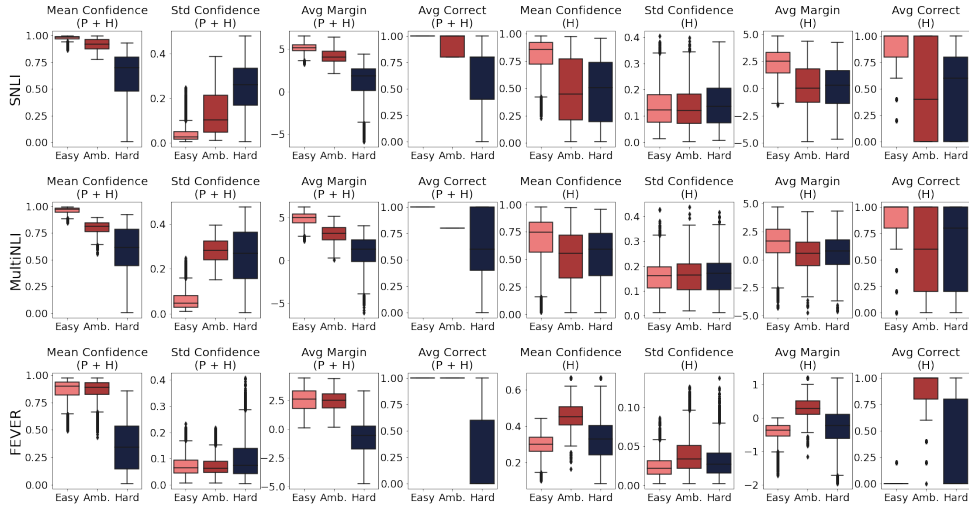 Mean Confidence Std Confidence Avg Margin Avg Correct Mean Confidence Std Confidence Avg Margin Avg Correct
(P + H) (P + H) (P + H) (P + H) (H) (H) (H) (H)
SNLI
1.00 0.75 0.50 0.25 0.00
0.4 0.2 0.0
5 0 −5
1.00 0.75 0.50 0.25 0.00
1.00 0.75 0.50 0.25 0.00
0.4 0.3 0.2 0.1 0.0
5.0 2.5 0.0 −2.5 −5.0
1.00 0.75 0.50 0.25 0.00
Easy Amb. Hard Easy Amb. Hard Easy Amb. Hard Easy Amb. Hard Easy Amb. Hard Easy Amb. Hard Easy Amb. Hard Easy Amb. Hard
Mean Confidence Std Confidence Avg Margin Avg Correct Mean Confidence Std Confidence Avg Margin Avg Correct
(P + H) (P + H) (P + H) (P + H) (H) (H) (H) (H)
MultiNLI
1.00 0.75 0.50 0.25 0.00
0.4 0.2 0.0
5 0 −5
1.00 0.75 0.50 0.25 0.00
1.00 0.75 0.50 0.25 0.00
0.4 0.3 0.2 0.1 0.0
5.0 2.5 0.0 −2.5 −5.0
1.00 0.75 0.50 0.25 0.00
Easy Amb. Hard Easy Amb. Hard Easy Amb. Hard Easy Amb. Hard Easy Amb. Hard Easy Amb. Hard Easy Amb. Hard Easy Amb. Hard
Mean Confidence Std Confidence Avg Margin Avg Correct Mean Confidence Std Confidence Avg Margin Avg Correct
(P + H) (P + H) (P + H) (P + H) (H) (H) (H) (H)
FEVER
1.00 0.75 0.50 0.25 0.00
0.4 0.3 0.2 0.1 0.0
2.5 0.0 −2.5 −5.0
1.00 0.75 0.50 0.25 0.00
0.6 0.4 0.2
0.10 0.05 0.00
1 0 −1 −2
1.00 0.75 0.50 0.25 0.00
Easy Amb. Hard Easy Amb. Hard Easy Amb. Hard Easy Amb. Hard Easy Amb. Hard Easy Amb. Hard Easy Amb. Hard Easy Amb. Hard